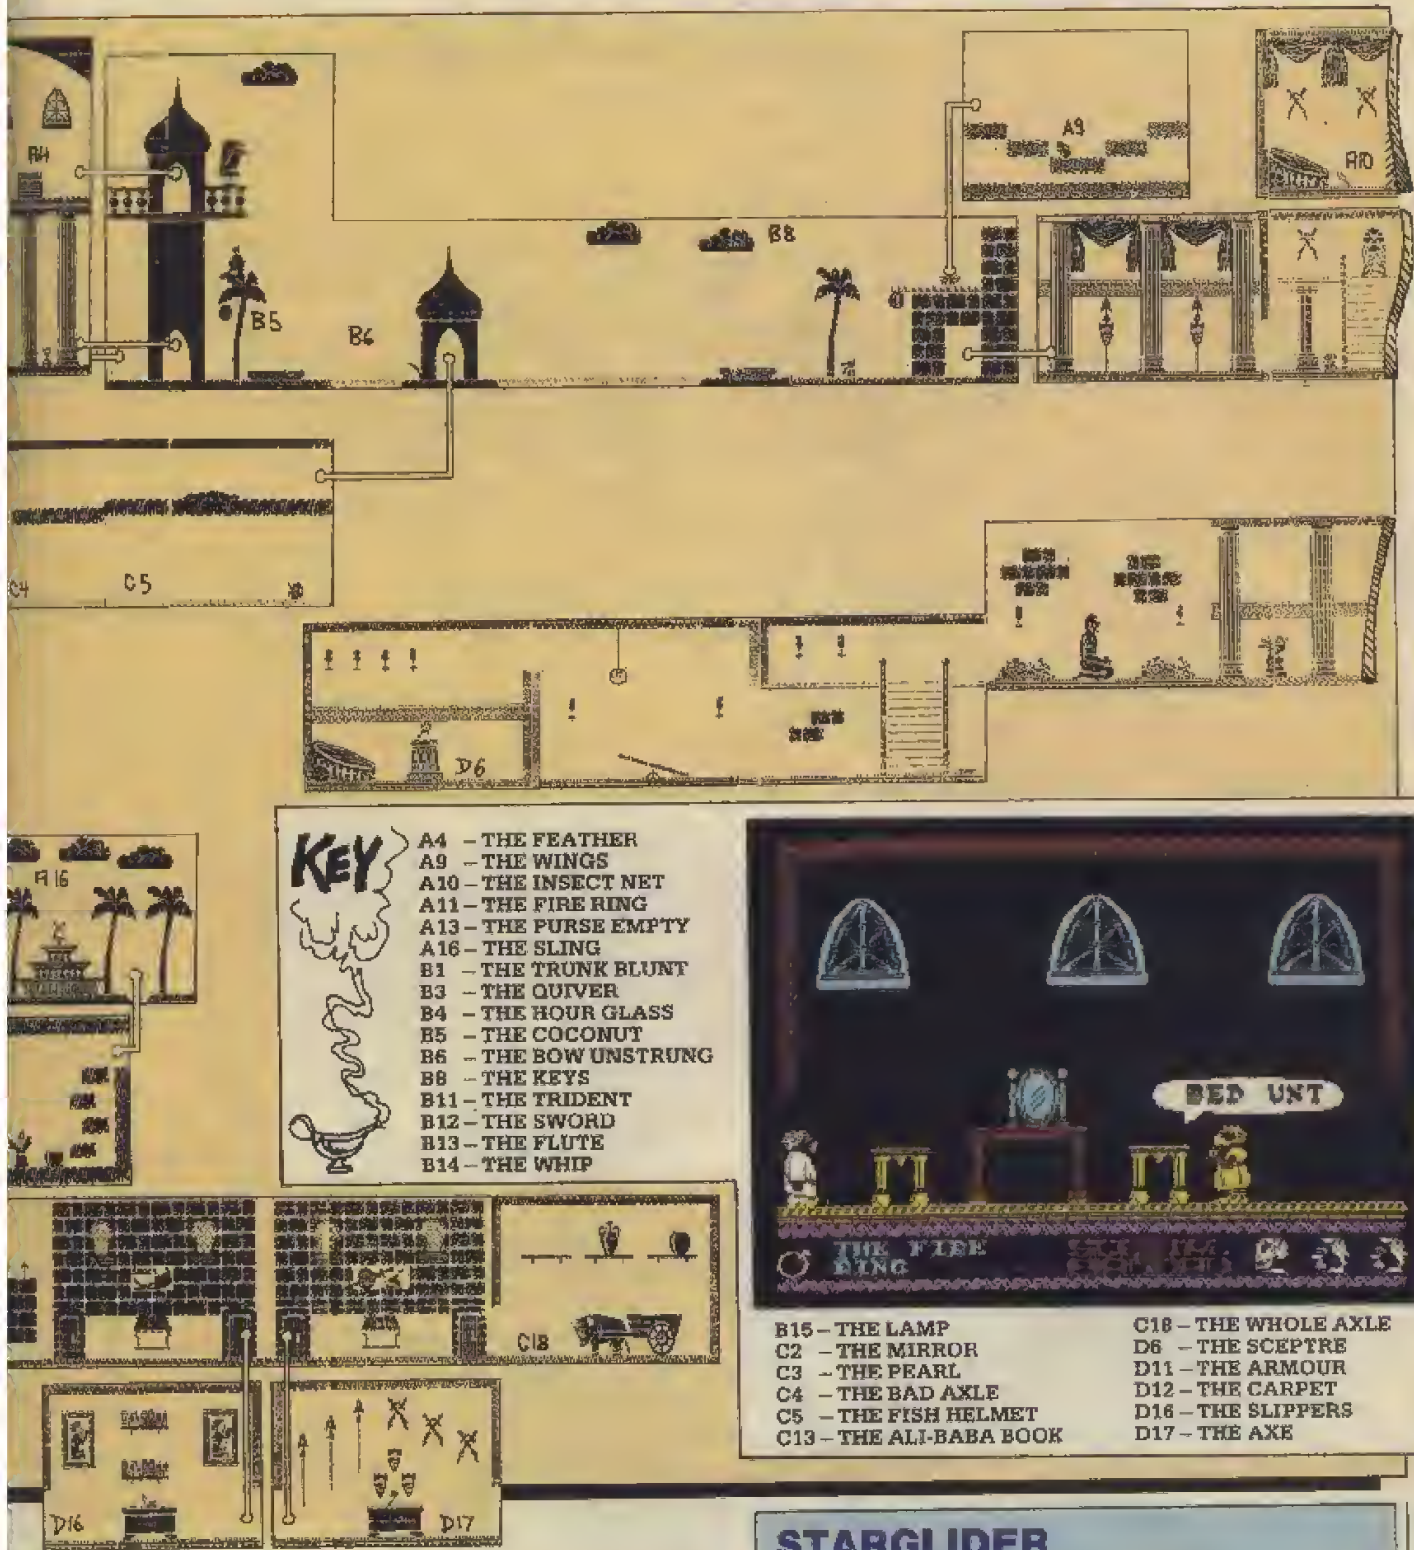 A4
B5
B6
B8
A9
A10
C4
C5
D6
A16
KEY
A4 – THE FEATHER
A9 – THE WINGS
A10 – THE INSECT NET
A11 – THE FIRE RING
A13 – THE PURSE EMPTY
A16 – THE SLING
B1 – THE TRUNK BLUNT
B3 – THE QUIVER
B4 – THE HOUR GLASS
B5 – THE COCONUT
B6 – THE BOW UNSTRUNG
B8 – THE KEYS
B11 – THE TRIDENT
B12 – THE SWORD
B13 – THE FLUTE
B14 – THE WHIP
BED UNT
THE FIRE
RING
B15 – THE LAMP
C2 – THE MIRROR
C3 – THE PEARL
C4 – THE BAD AXLE
C5 – THE FISH HELMET
C13 – THE ALI-BABA BOOK
C18 – THE WHOLE AXLE
D6 – THE SCEPTRE
D11 – THE ARMOUR
D12 – THE CARPET
D16 – THE SLIPPERS
D17 – THE AXE
C18
D16
D17
STARGLIDER